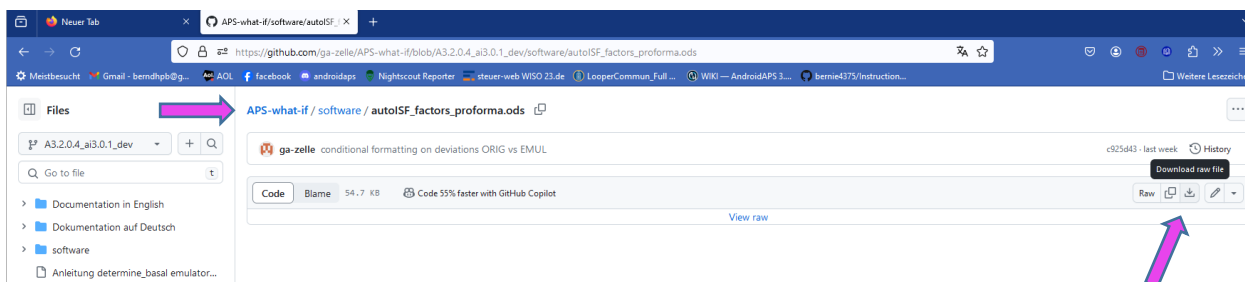 Neuer Tab
APS-what-if/software/autoISF_f
https://github.com/ga-zelle/APS-what-if/blob/A3.2.0.4_ai3.0.1_dev/software/autoISF_factors_proforma.ods
Meistbesucht Gmail - berndhpb@g... AOL facebook androidaps Nightscout Reporter steuer-web WISO 23.de LooperCommun_Full ... WIKI — AndroidAPS 3.... bernie4375/Instruction... Weitere Lesezeiche
Files
APS-what-if / software / autoISF_factors_proforma.ods
A3.2.0.4_ai3.0.1_dev
ga-zelle conditional formatting on deviations ORIG vs EMUL
c925d43 · last week History
Go to file t
Download raw file
Code Blame 54.7 KB Code 55% faster with GitHub Copilot Raw
Documentation in English
View raw
Dokumentation auf Deutsch
software
Anleitung determine_basal emulator...